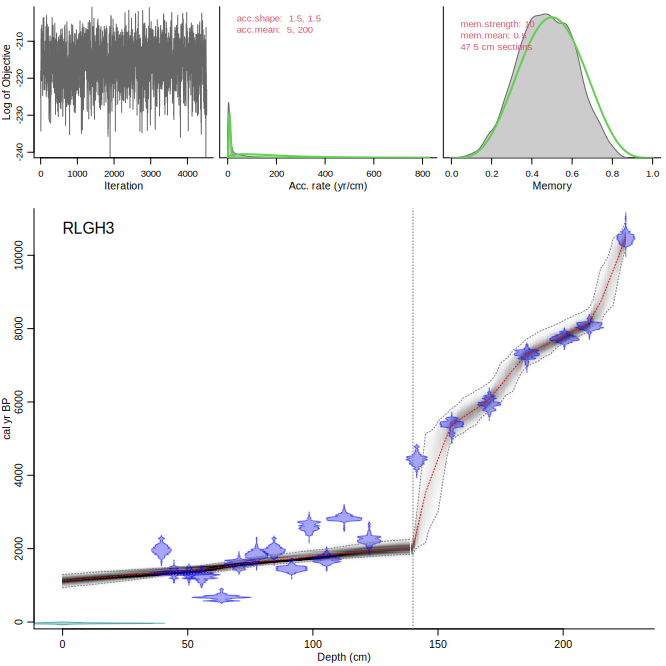 acc.shape: 1.5, 1.5
acc.mean: 5, 200
mem.strength: 10
mem.mean: 0.5
47 5 cm sections
Log of Objective
-210
-220
-230
-240
0 1000 2000 3000 4000
Iteration
0 200 400 600 800
Acc. rate (yr/cm)
0.0 0.2 0.4 0.6 0.8 1.0
Memory
RLGH3
cal yr BP
10000
8000
6000
4000
2000
0
0 50 100 150 200
Depth (cm)